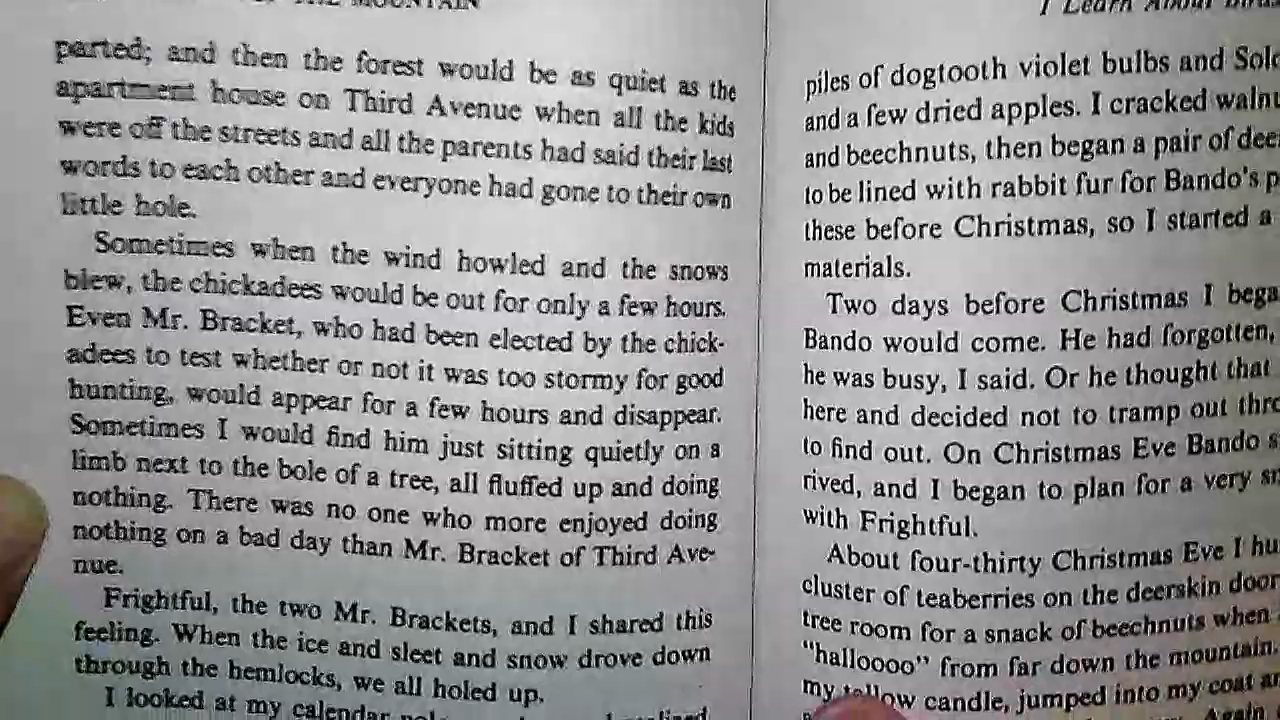 OF THE MOUNTAIN
parted; and then the forest would be as quiet as the
apartment house on Third Avenue when all the kids
were off the streets and all the parents had said their last
words to each other and everyone had gone to their own
little hole.
Sometimes when the wind howled and the snows
blew, the chickadees would be out for only a few hours.
Even Mr. Bracket, who had been elected by the chick-
adees to test whether or not it was too stormy for good
hunting, would appear for a few hours and disappear.
Sometimes I would find him just sitting quietly on a
limb next to the bole of a tree, all fluffed up and doing
nothing. There was no one who more enjoyed doing
nothing on a bad day than Mr. Bracket of Third Ave-
nue.
Frightful, the two Mr. Brackets, and I shared this
feeling. When the ice and sleet and snow drove down
through the hemlocks, we all holed up.
I looked at my calendar
I Learn About
piles of dogtooth violet bulbs and
and a few dried apples. I cracked
and beechnuts, then began a pair of
to be lined with rabbit fur for Bando's
these before Christmas, so I started a
materials.
Two days before Christmas I
Bando would come. He had forgotten,
he was busy, I said. Or he thought that
here and decided not to tramp out
to find out. On Christmas Eve Bando
rived, and I began to plan for a very
with Frightful.
About four-thirty Christmas Eve I
cluster of teaberries on the deerskin door
tree room for a snack of beechnuts when
"halloooo" from far down the mountain.
my tallow candle, jumped into my coat
Again